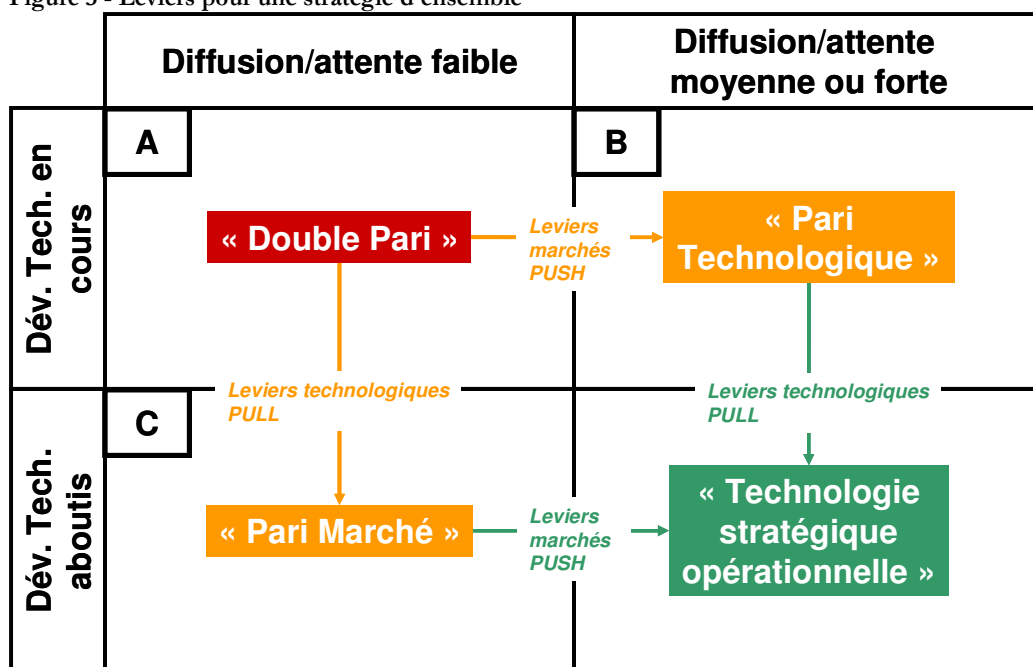 Figure 3 - Leviers pour une stratégie d'ensemble
Diffusion/attente faible
Diffusion/attente
moyenne ou forte
Dév. Tech. en
cours
A
B
« Double Pari »
Leviers
marchés
PUSH
« Pari
Technologique »
Leviers technologiques
PULL
Leviers technologiques
PULL
Dév. Tech.
aboutis
C
« Pari Marché »
Leviers
marchés
PUSH
« Technologie
stratégique
opérationnelle »